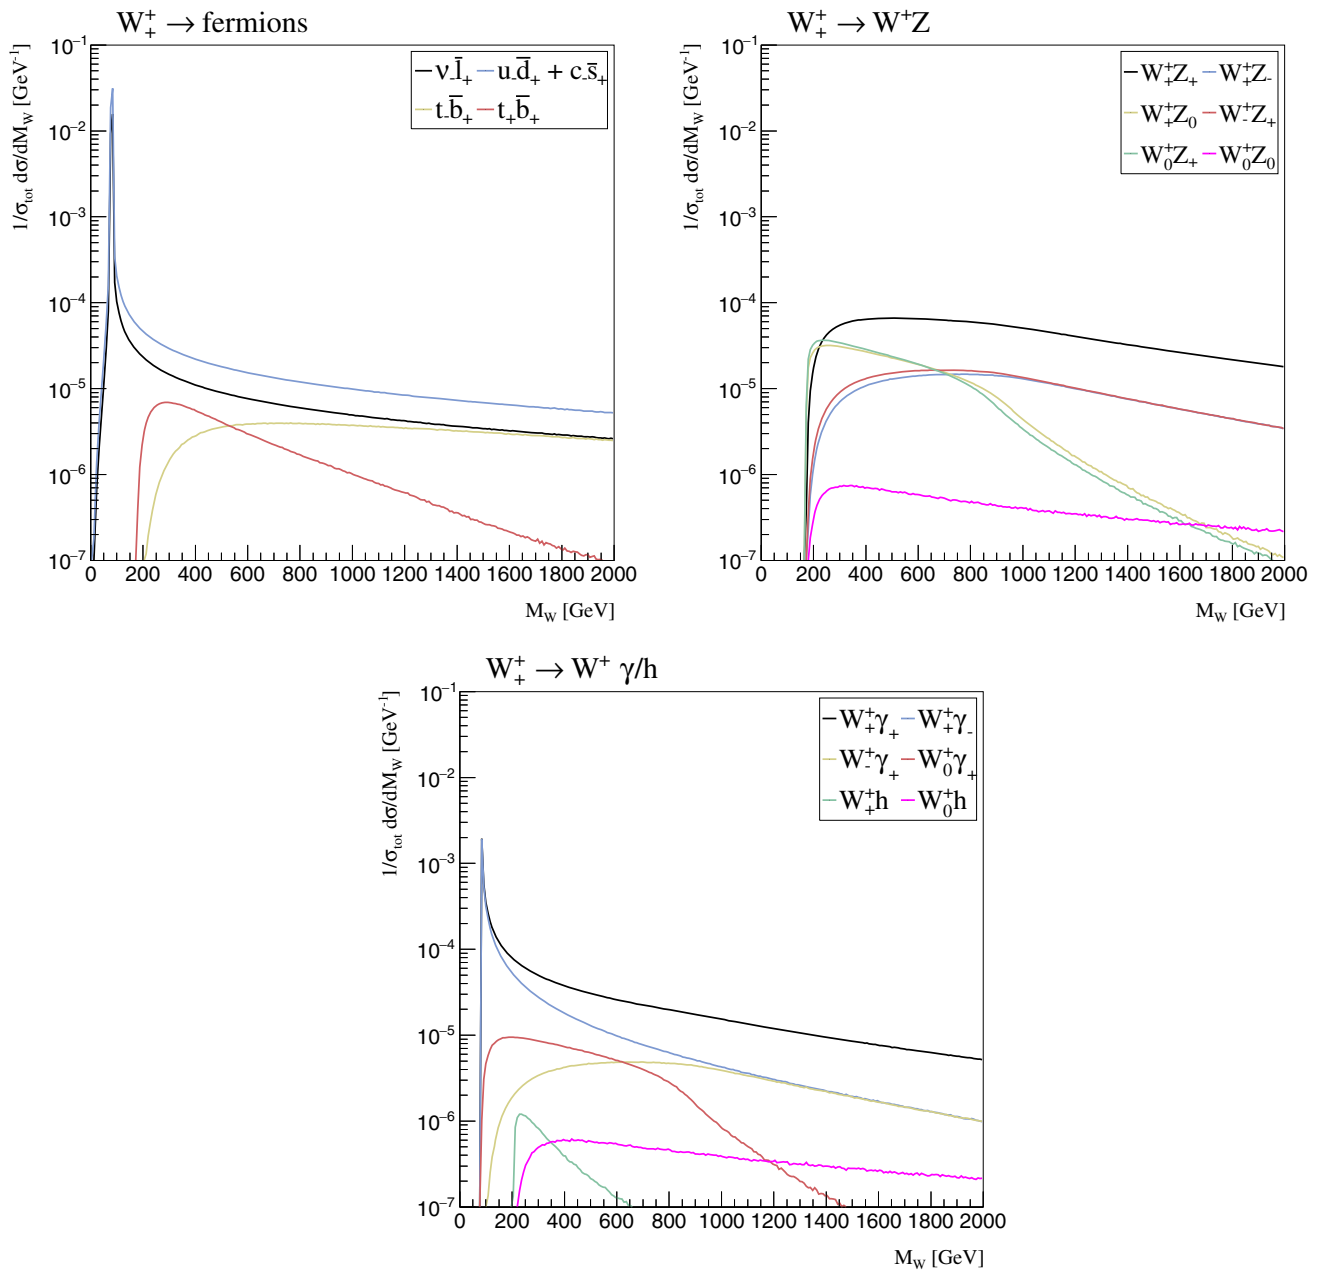 W₊⁺ → fermions
1/σ_tot dσ/dM_W [GeV⁻¹]
10⁻¹
10⁻²
10⁻³
10⁻⁴
10⁻⁵
10⁻⁶
10⁻⁷
ν₋l̄₊ u₋d̄₊ + c₋s̄₊
t₋b̄₊ t₊b̄₊
0 200 400 600 800 1000 1200 1400 1600 1800 2000
M_W [GeV]
W₊⁺ → W⁺Z
1/σ_tot dσ/dM_W [GeV⁻¹]
10⁻¹
10⁻²
10⁻³
10⁻⁴
10⁻⁵
10⁻⁶
10⁻⁷
W₊⁺Z₊ W₊⁺Z₋
W₊⁺Z₀ W₋⁺Z₊
W₀⁺Z₊ W₀⁺Z₀
0 200 400 600 800 1000 1200 1400 1600 1800 2000
M_W [GeV]
W₊⁺ → W⁺ γ/h
1/σ_tot dσ/dM_W [GeV⁻¹]
10⁻¹
10⁻²
10⁻³
10⁻⁴
10⁻⁵
10⁻⁶
10⁻⁷
W₊⁺γ₊ W₊⁺γ₋
W₋⁺γ₊ W₀⁺γ₊
W₊⁺h W₀⁺h
0 200 400 600 800 1000 1200 1400 1600 1800 2000
M_W [GeV]